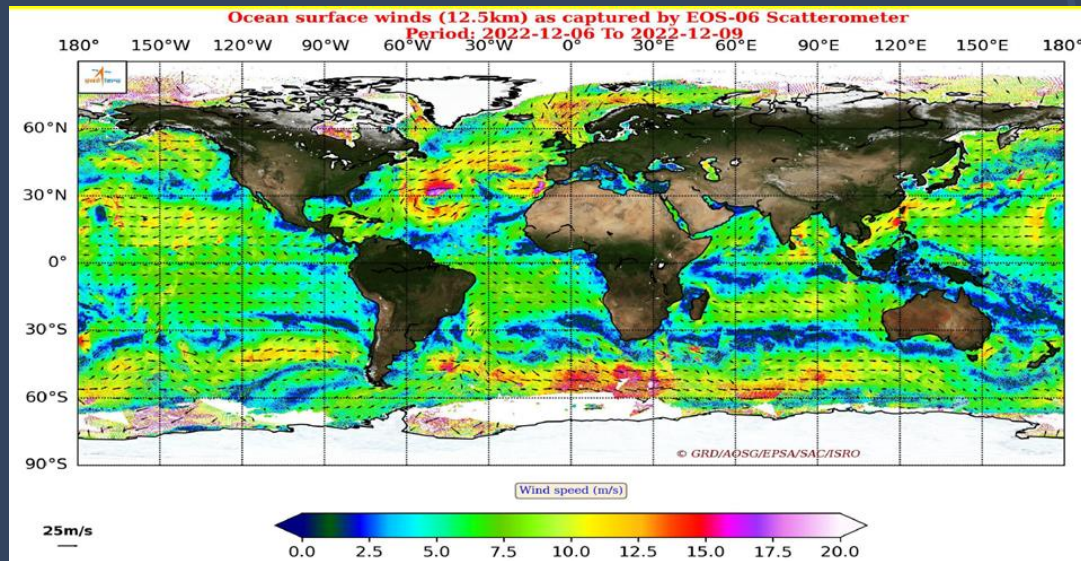 Ocean surface winds (12.5km) as captured by EOS-06 Scatterometer
Period: 2022-12-06 To 2022-12-09
180° 150°W 120°W 90°W 60°W 30°W 0° 30°E 60°E 90°E 120°E 150°E 180°
60°N
30°N
0°
30°S
60°S
90°S
© GRD/AOSG/EPSA/SAC/ISRO
Wind speed (m/s)
25m/s
0.0 2.5 5.0 7.5 10.0 12.5 15.0 17.5 20.0